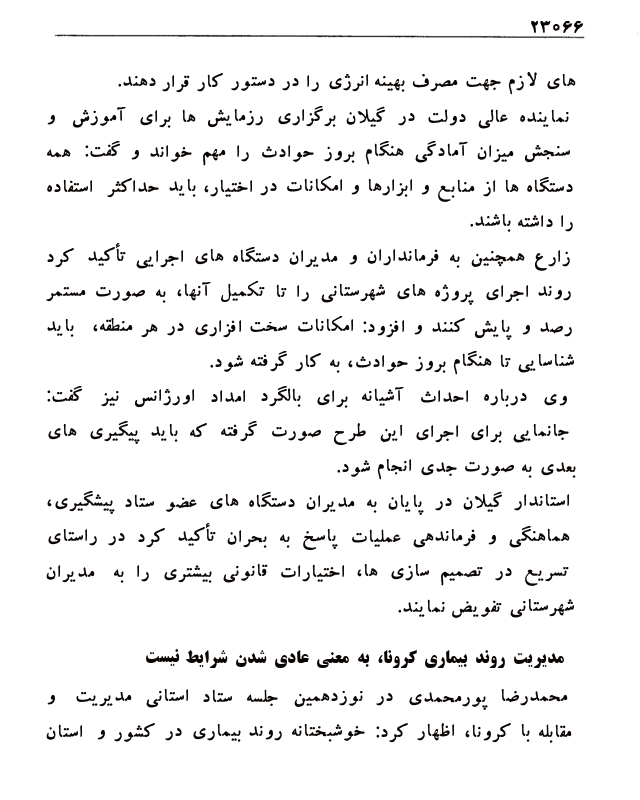 ۲۳۰۶۶
های لازم جهت مصرف بهینه انرژی را در دستور کار قرار دهند.
نماینده عالی دولت در گیلان برگزاری رزمایش ها برای آموزش و
سنجش میزان آمادگی هنگام بروز حوادث را مهم خواند و گفت: همه
دستگاه ها از منابع و ابزارها و امکانات در اختیار، باید حداکثر استفاده
را داشته باشند.
زارع همچنین به فرمانداران و مدیران دستگاه های اجرایی تأکید کرد
روند اجرای پروژه های شهرستانی را تا تکمیل آنها، به صورت مستمر
رصد و پایش کنند و افزود: امکانات سخت افزاری در هر منطقه، باید
شناسایی تا هنگام بروز حوادث، به کار گرفته شود.
وی درباره احداث آشیانه برای بالگرد امداد اورژانس نیز گفت:
جانمایی برای اجرای این طرح صورت گرفته که باید پیگیری های
بعدی به صورت جدی انجام شود.
استاندار گیلان در پایان به مدیران دستگاه های عضو ستاد پیشگیری،
هماهنگی و فرماندهی عملیات پاسخ به بحران تأکید کرد در راستای
تسریع در تصمیم سازی ها، اختیارات قانونی بیشتری را به مدیران
شهرستانی تفویض نمایند.
مدیریت روند بیماری کرونا، به معنی عادی شدن شرایط نیست
محمدرضا پورمحمدی در نوزدهمین جلسه ستاد استانی مدیریت و
مقابله با کرونا، اظهار کرد: خوشبختانه روند بیماری در کشور و استان